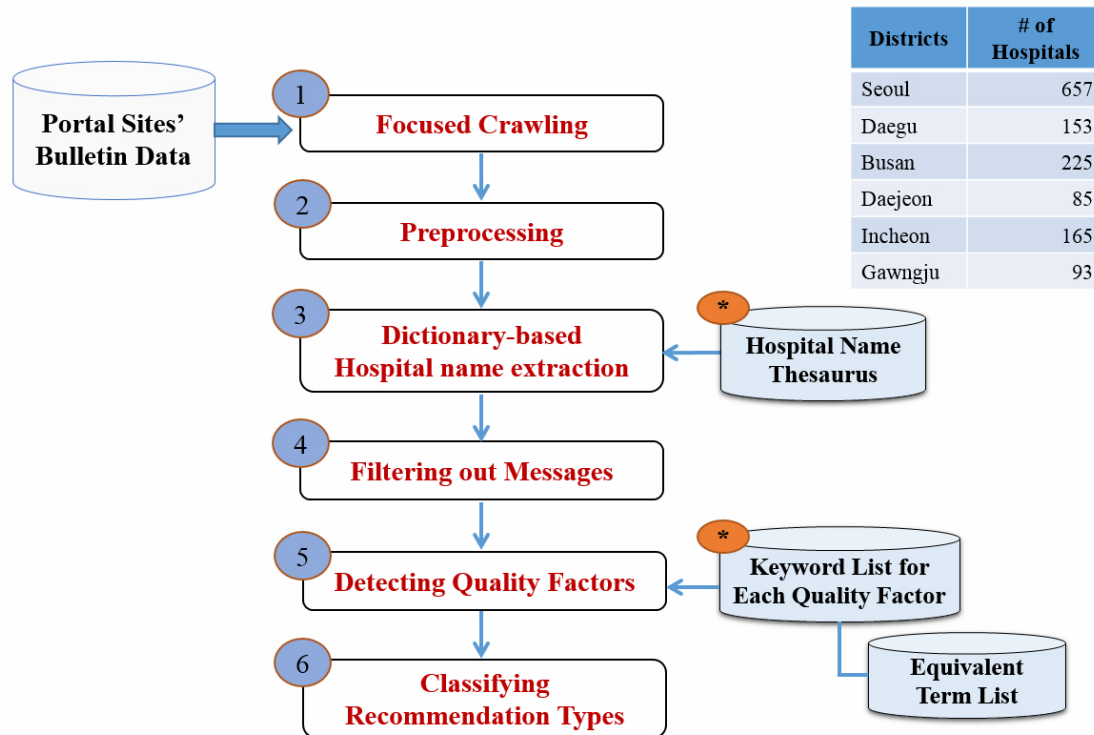 Portal Sites'
Bulletin Data
1
Focused Crawling
2
Preprocessing
3
Dictionary-based
Hospital name extraction
*
Hospital Name
Thesaurus
4
Filtering out Messages
5
Detecting Quality Factors
*
Keyword List for
Each Quality Factor
Equivalent
Term List
6
Classifying
Recommendation Types
Districts # of
Hospitals
Seoul 657
Daegu 153
Busan 225
Daejeon 85
Incheon 165
Gawngju 93